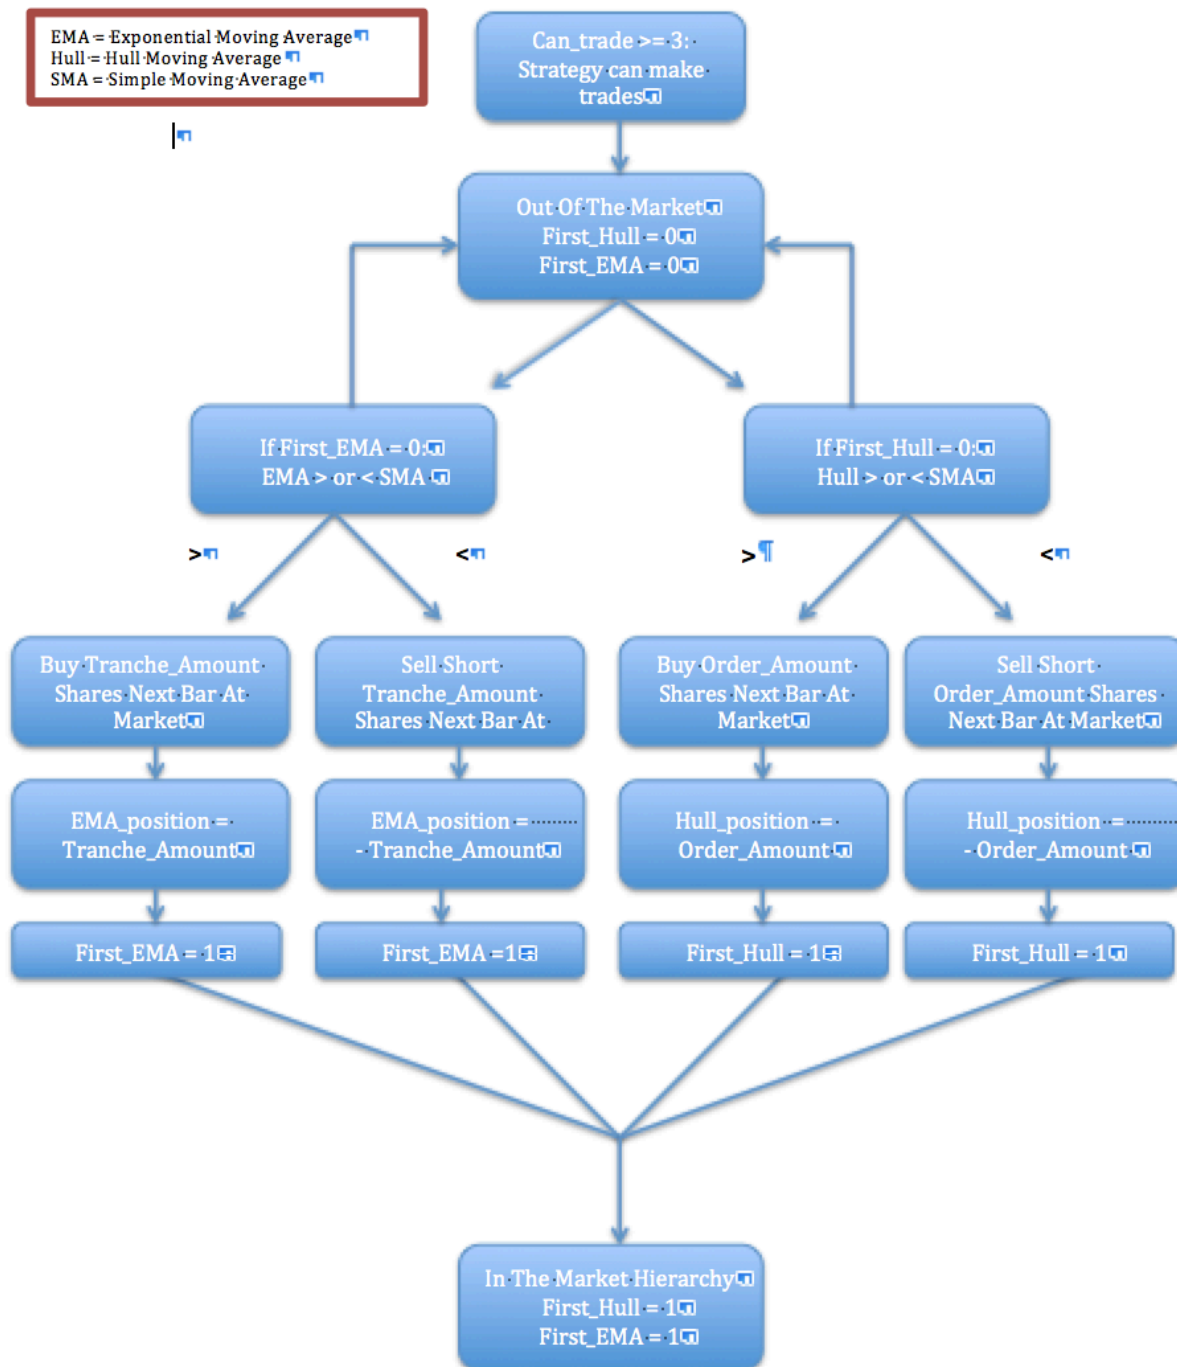 EMA = Exponential Moving Average
Hull = Hull Moving Average
SMA = Simple Moving Average
Can_trade >= 3:
Strategy can make
trades
Out Of The Market
First_Hull = 0
First_EMA = 0
If First_EMA = 0:
EMA > or < SMA
If First_Hull = 0:
Hull > or < SMA
>
<
>
<
Buy Tranche_Amount
Shares Next Bar At
Market
Sell Short
Tranche_Amount
Shares Next Bar At
Buy Order_Amount
Shares Next Bar At
Market
Sell Short
Order_Amount Shares
Next Bar At Market
EMA_position =
Tranche_Amount
EMA_position =
- Tranche_Amount
Hull_position =
Order_Amount
Hull_position =
- Order_Amount
First_EMA = 1
First_EMA =1
First_Hull = 1
First_Hull = 1
In The Market Hierarchy
First_Hull = 1
First_EMA = 1